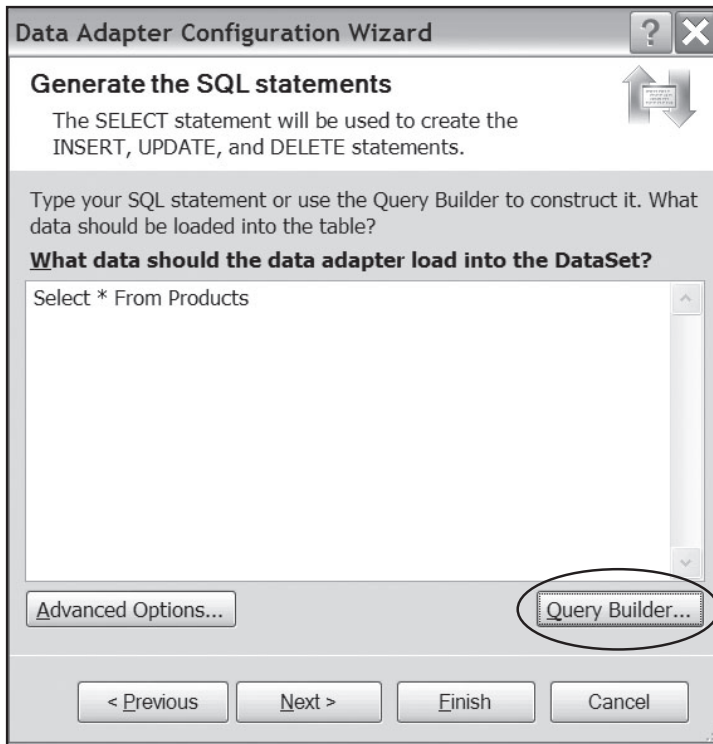 Data Adapter Configuration Wizard
?
Generate the SQL statements
The SELECT statement will be used to create the
INSERT, UPDATE, and DELETE statements.
Type your SQL statement or use the Query Builder to construct it. What
data should be loaded into the table?
What data should the data adapter load into the DataSet?
Select * From Products
Advanced Options...
Query Builder...
< Previous
Next >
Finish
Cancel